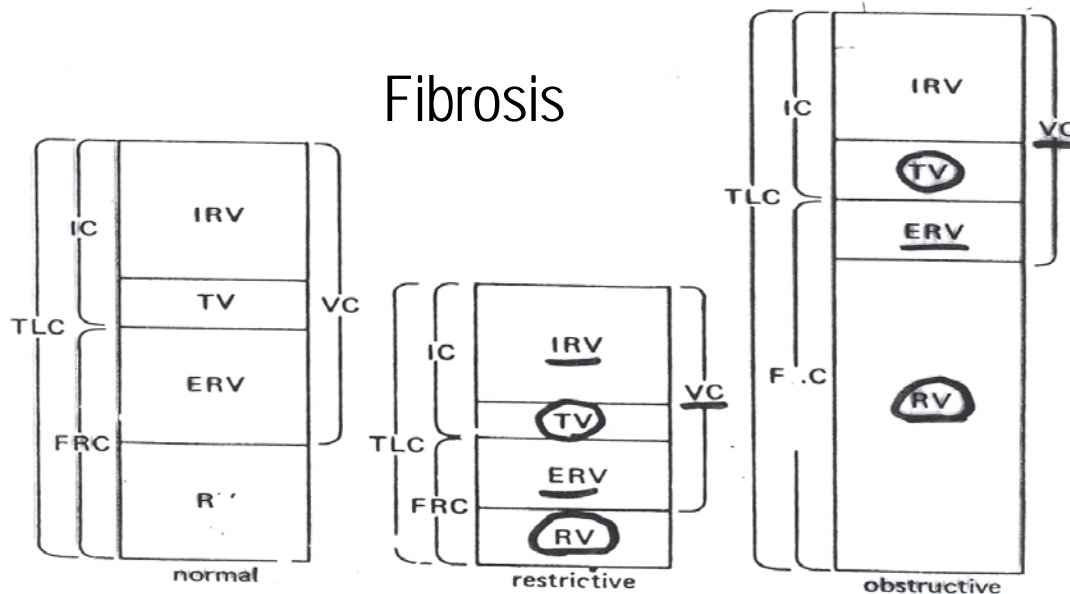 Fibrosis
TLC
IC
FRC
IRV
TV
ERV
VC
normal
TLC
IC
FRC
IRV
TV
ERV
RV
VC
restrictive
TLC
IC
IRV
TV
ERV
RV
VC
obstructive